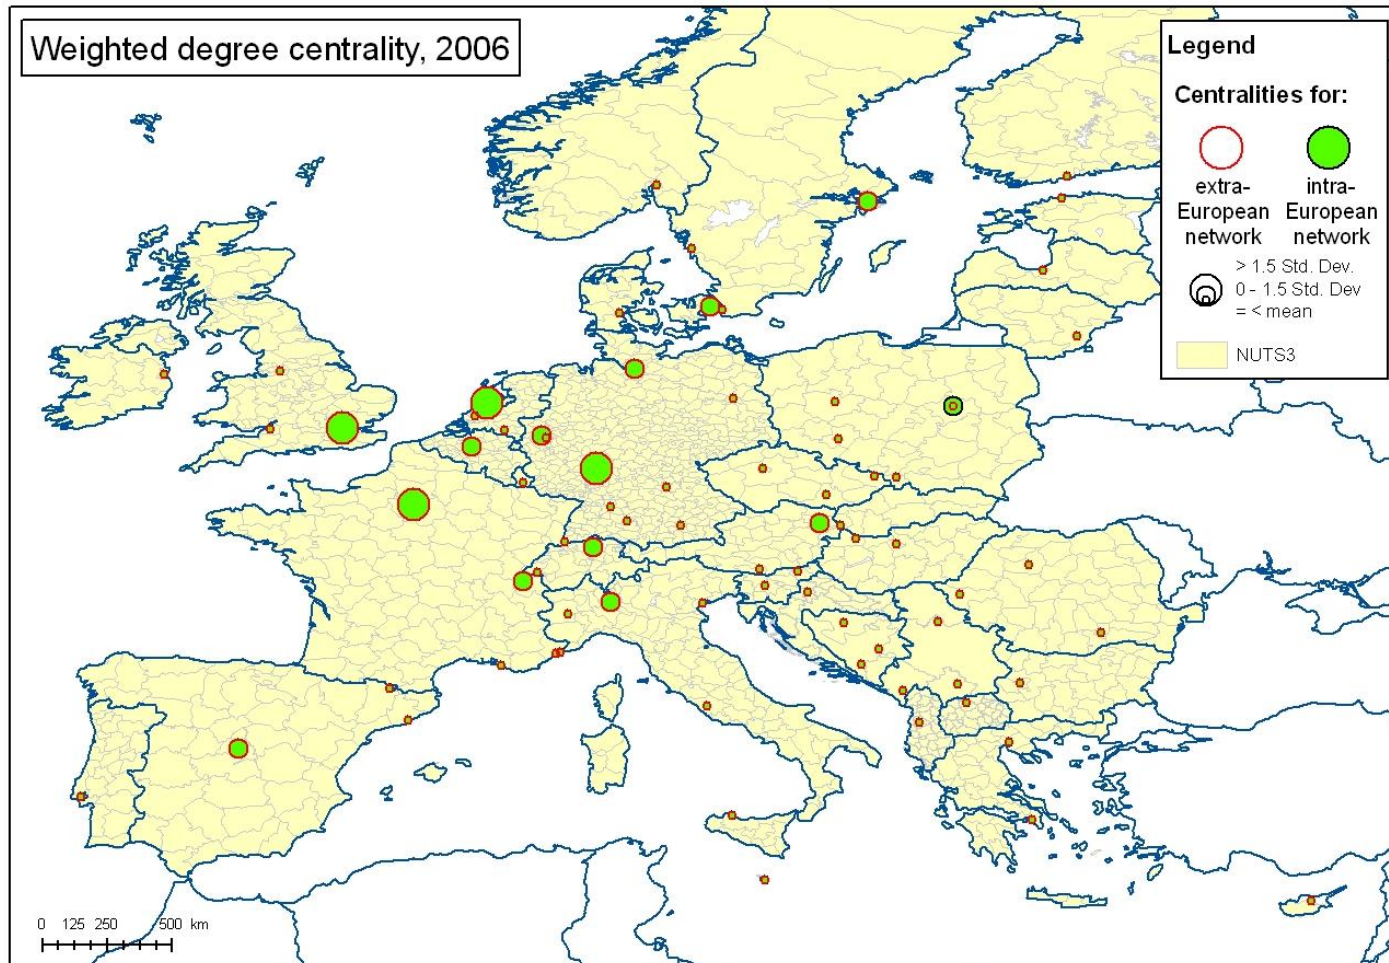 Weighted degree centrality, 2006
Legend
Centralities for:
extra-
European
network
intra-
European
network
> 1.5 Std. Dev.
0 - 1.5 Std. Dev
= < mean
NUTS3
0 125 250 500 km